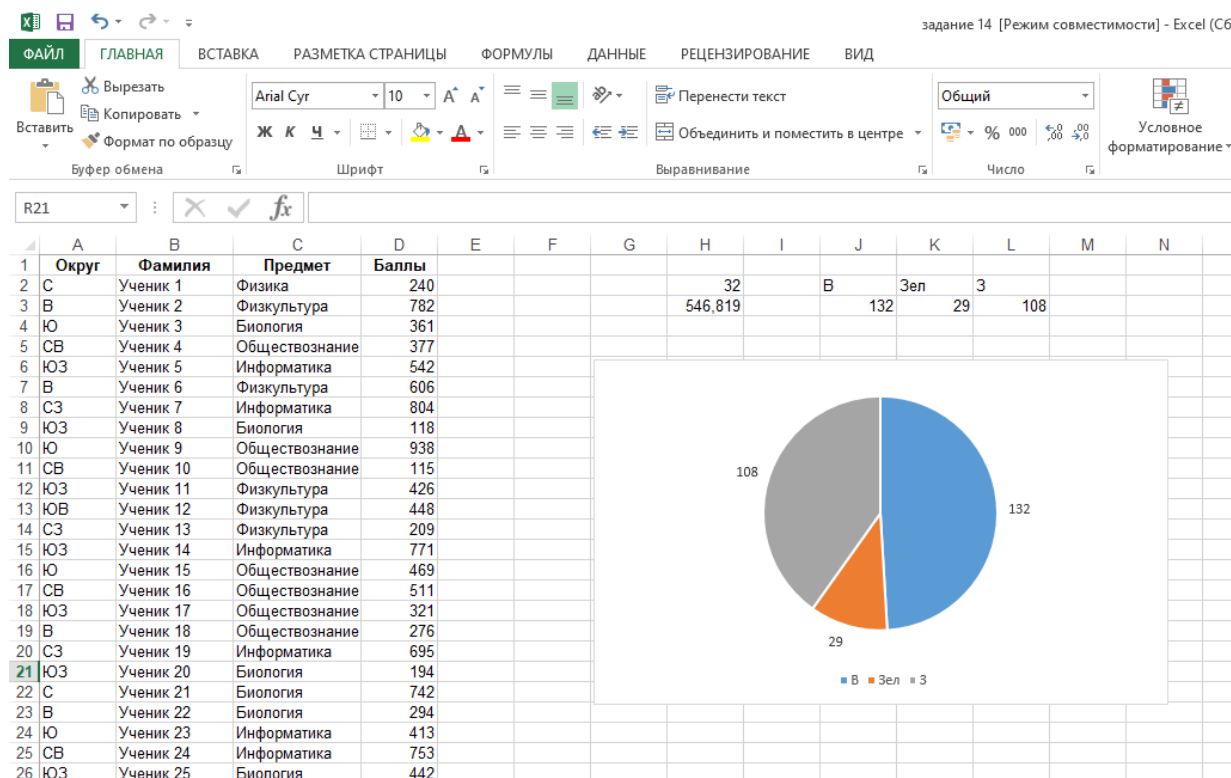 задание 14 [Режим совместимости] - Excel (Сб
ФАЙЛ ГЛАВНАЯ ВСТАВКА РАЗМЕТКА СТРАНИЦЫ ФОРМУЛЫ ДАННЫЕ РЕЦЕНЗИРОВАНИЕ ВИД
Вставить
Вырезать
Копировать
Формат по образцу
Буфер обмена
Arial Cyr 10
Ж К Ч
Шрифт
Перенести текст
Объединить и поместить в центре
Выравнивание
Общий
% 000 ,00 ,0 ,00
Число
Условное
форматирование
R21 fx
A B C D E F G H I J K L M N
1 Округ Фамилия Предмет Баллы
2 С Ученик 1 Физика 240 32 В Зел З
3 В Ученик 2 Физкультура 782 546,819 132 29 108
4 Ю Ученик 3 Биология 361
5 СВ Ученик 4 Обществознание 377
6 ЮЗ Ученик 5 Информатика 542
7 В Ученик 6 Физкультура 606
8 СЗ Ученик 7 Информатика 804
9 ЮЗ Ученик 8 Биология 118
10 Ю Ученик 9 Обществознание 938
11 СВ Ученик 10 Обществознание 115
12 ЮЗ Ученик 11 Физкультура 426
13 ЮВ Ученик 12 Физкультура 448
14 СЗ Ученик 13 Физкультура 209
15 ЮЗ Ученик 14 Информатика 771
16 Ю Ученик 15 Обществознание 469
17 СВ Ученик 16 Обществознание 511
18 ЮЗ Ученик 17 Обществознание 321
19 В Ученик 18 Обществознание 276
20 СЗ Ученик 19 Информатика 695
21 ЮЗ Ученик 20 Биология 194
22 С Ученик 21 Биология 742
23 В Ученик 22 Биология 294
24 Ю Ученик 23 Информатика 413
25 СВ Ученик 24 Информатика 753
26 ЮЗ Ученик 25 Биология 442
108
132
29
В Зел З